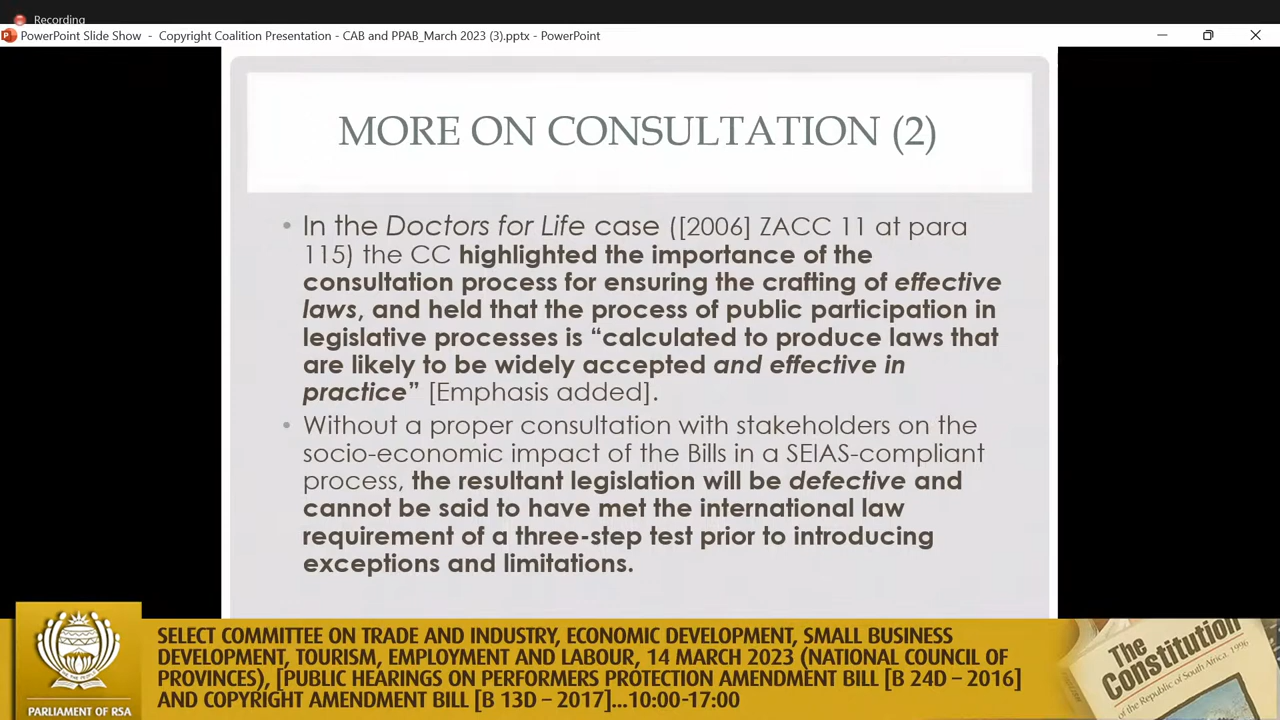 Recording
PowerPoint Slide Show - Copyright Coalition Presentation - CAB and PPAB_March 2023 (3).pptx - PowerPoint
MORE ON CONSULTATION (2)
• In the Doctors for Life case ([2006] ZACC 11 at para
115) the CC highlighted the importance of the
consultation process for ensuring the crafting of effective
laws, and held that the process of public participation in
legislative processes is “calculated to produce laws that
are likely to be widely accepted and effective in
practice” [Emphasis added].
• Without a proper consultation with stakeholders on the
socio-economic impact of the Bills in a SEIAS-compliant
process, the resultant legislation will be defective and
cannot be said to have met the international law
requirement of a three-step test prior to introducing
exceptions and limitations.
SELECT COMMITTEE ON TRADE AND INDUSTRY, ECONOMIC DEVELOPMENT, SMALL BUSINESS
DEVELOPMENT, TOURISM, EMPLOYMENT AND LABOUR, 14 MARCH 2023 (NATIONAL COUNCIL OF
PROVINCES), [PUBLIC HEARINGS ON PERFORMERS PROTECTION AMENDMENT BILL [B 24D – 2016]
AND COPYRIGHT AMENDMENT BILL [B 13D – 2017]...10:00-17:00
PARLIAMENT OF RSA
The
Constitution
of the Republic of South Africa, 1996